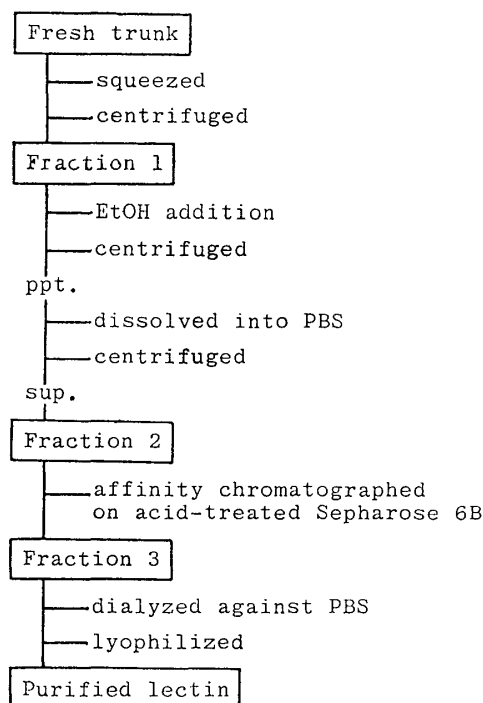 Fresh trunk
squeezed
centrifuged
Fraction 1
EtOH addition
centrifuged
ppt.
dissolved into PBS
centrifuged
sup.
Fraction 2
affinity chromatographed
on acid-treated Sepharose 6B
Fraction 3
dialyzed against PBS
lyophilized
Purified lectin